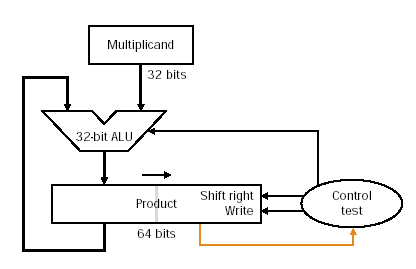 Multiplicand
32 bits
32-bit ALU
Product
Shift right
Write
64 bits
Control
test